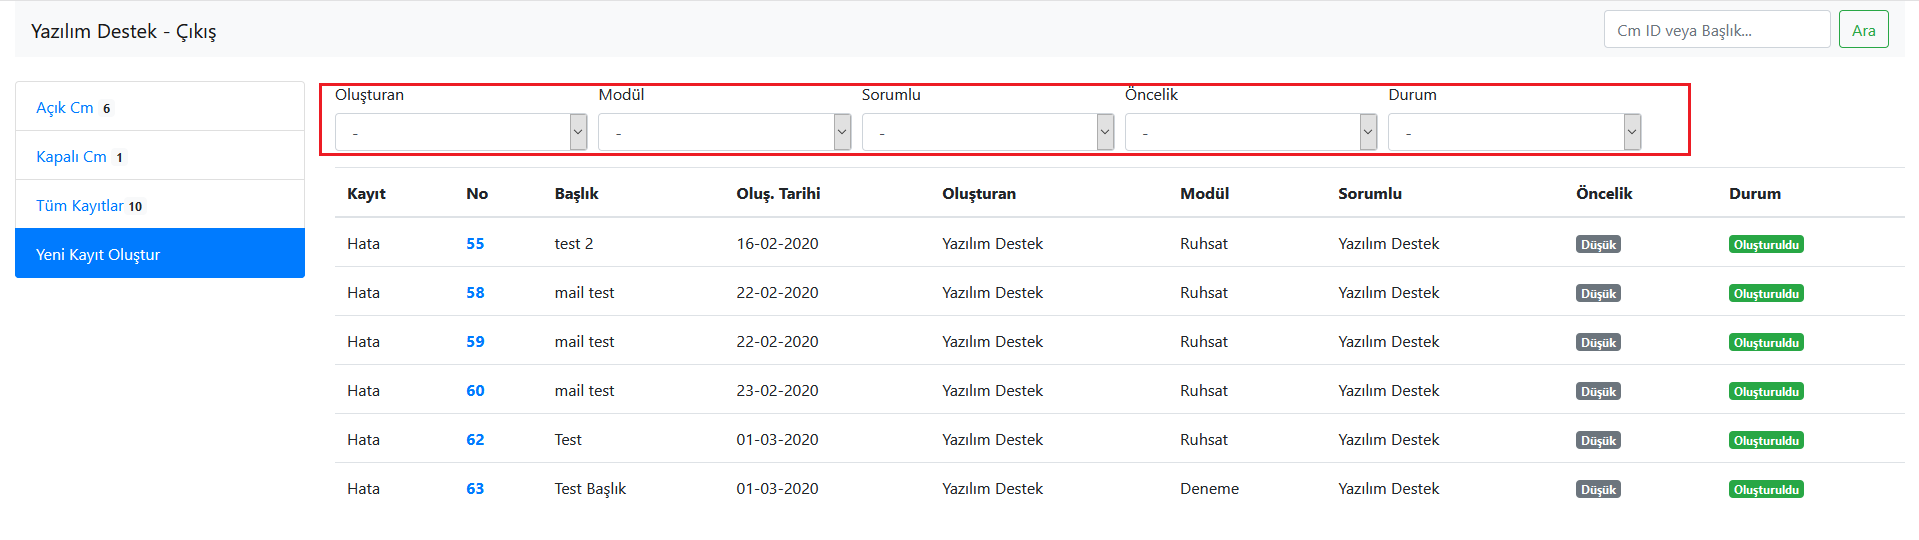 Yazılım Destek - Çıkış
Cm ID veya Başlık...
Ara
Açık Cm 6
Kapalı Cm 1
Tüm Kayıtlar 10
Yeni Kayıt Oluştur
Oluşturan Modül Sorumlu Öncelik Durum
- - - - -
Kayıt No Başlık Oluş. Tarihi Oluşturan Modül Sorumlu Öncelik Durum
Hata 55 test 2 16-02-2020 Yazılım Destek Ruhsat Yazılım Destek Düşük Oluşturuldu
Hata 58 mail test 22-02-2020 Yazılım Destek Ruhsat Yazılım Destek Düşük Oluşturuldu
Hata 59 mail test 22-02-2020 Yazılım Destek Ruhsat Yazılım Destek Düşük Oluşturuldu
Hata 60 mail test 23-02-2020 Yazılım Destek Ruhsat Yazılım Destek Düşük Oluşturuldu
Hata 62 Test 01-03-2020 Yazılım Destek Ruhsat Yazılım Destek Düşük Oluşturuldu
Hata 63 Test Başlık 01-03-2020 Yazılım Destek Deneme Yazılım Destek Düşük Oluşturuldu